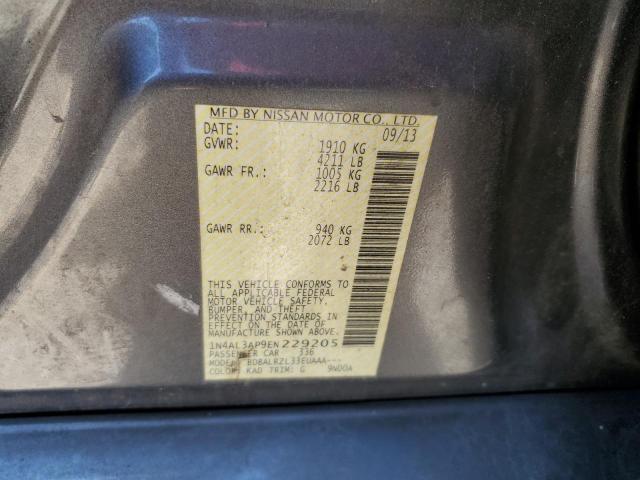 MFD BY NISSAN MOTOR CO., LTD.
DATE: 09/13
GVWR: 1910 KG
4211 LB
GAWR FR.: 1005 KG
2216 LB
GAWR RR.: 940 KG
2072 LB
THIS VEHICLE CONFORMS TO
ALL APPLICABLE FEDERAL
MOTOR VEHICLE SAFETY,
BUMPER, AND THEFT
PREVENTION STANDARDS
IN EFFECT ON THE DATE OF
MANUFACTURE SHOWN ABOVE.
1N4AL3AP9EN229205
PASSENGER CAR 336
MODEL: BDBALRZL33EUAAA---
COLOR: KAD TRIM: G 9NDOA